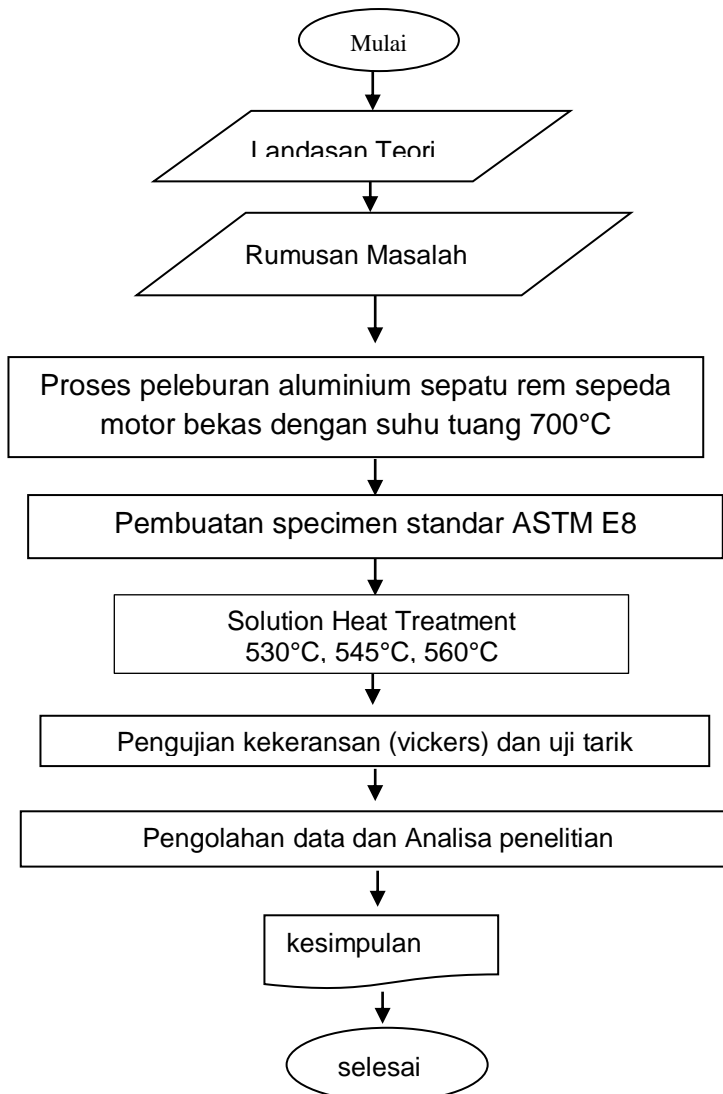 Mulai
Landasan Teori
Rumusan Masalah
Proses peleburan aluminium sepatu rem sepeda
motor bekas dengan suhu tuang 700°C
Pembuatan specimen standar ASTM E8
Solution Heat Treatment
530°C, 545°C, 560°C
Pengujian kekeransan (vickers) dan uji tarik
Pengolahan data dan Analisa penelitian
kesimpulan
selesai